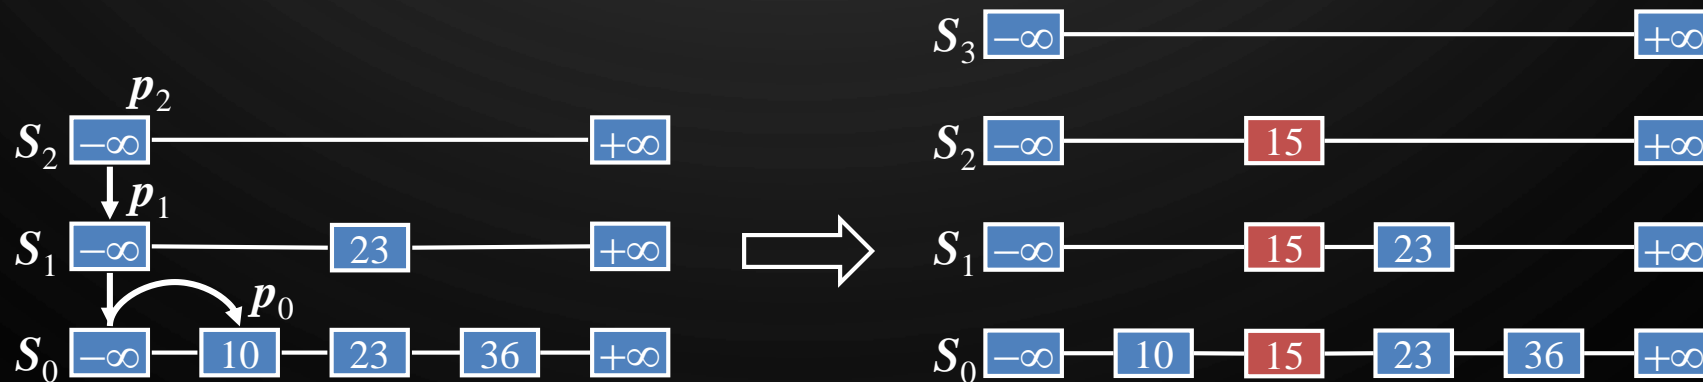 p₂
S₂ −∞ +∞
p₁
S₁ −∞ 23 +∞
p₀
S₀ −∞ 10 23 36 +∞
S₃ −∞ +∞
S₂ −∞ 15 +∞
S₁ −∞ 15 23 +∞
S₀ −∞ 10 15 23 36 +∞